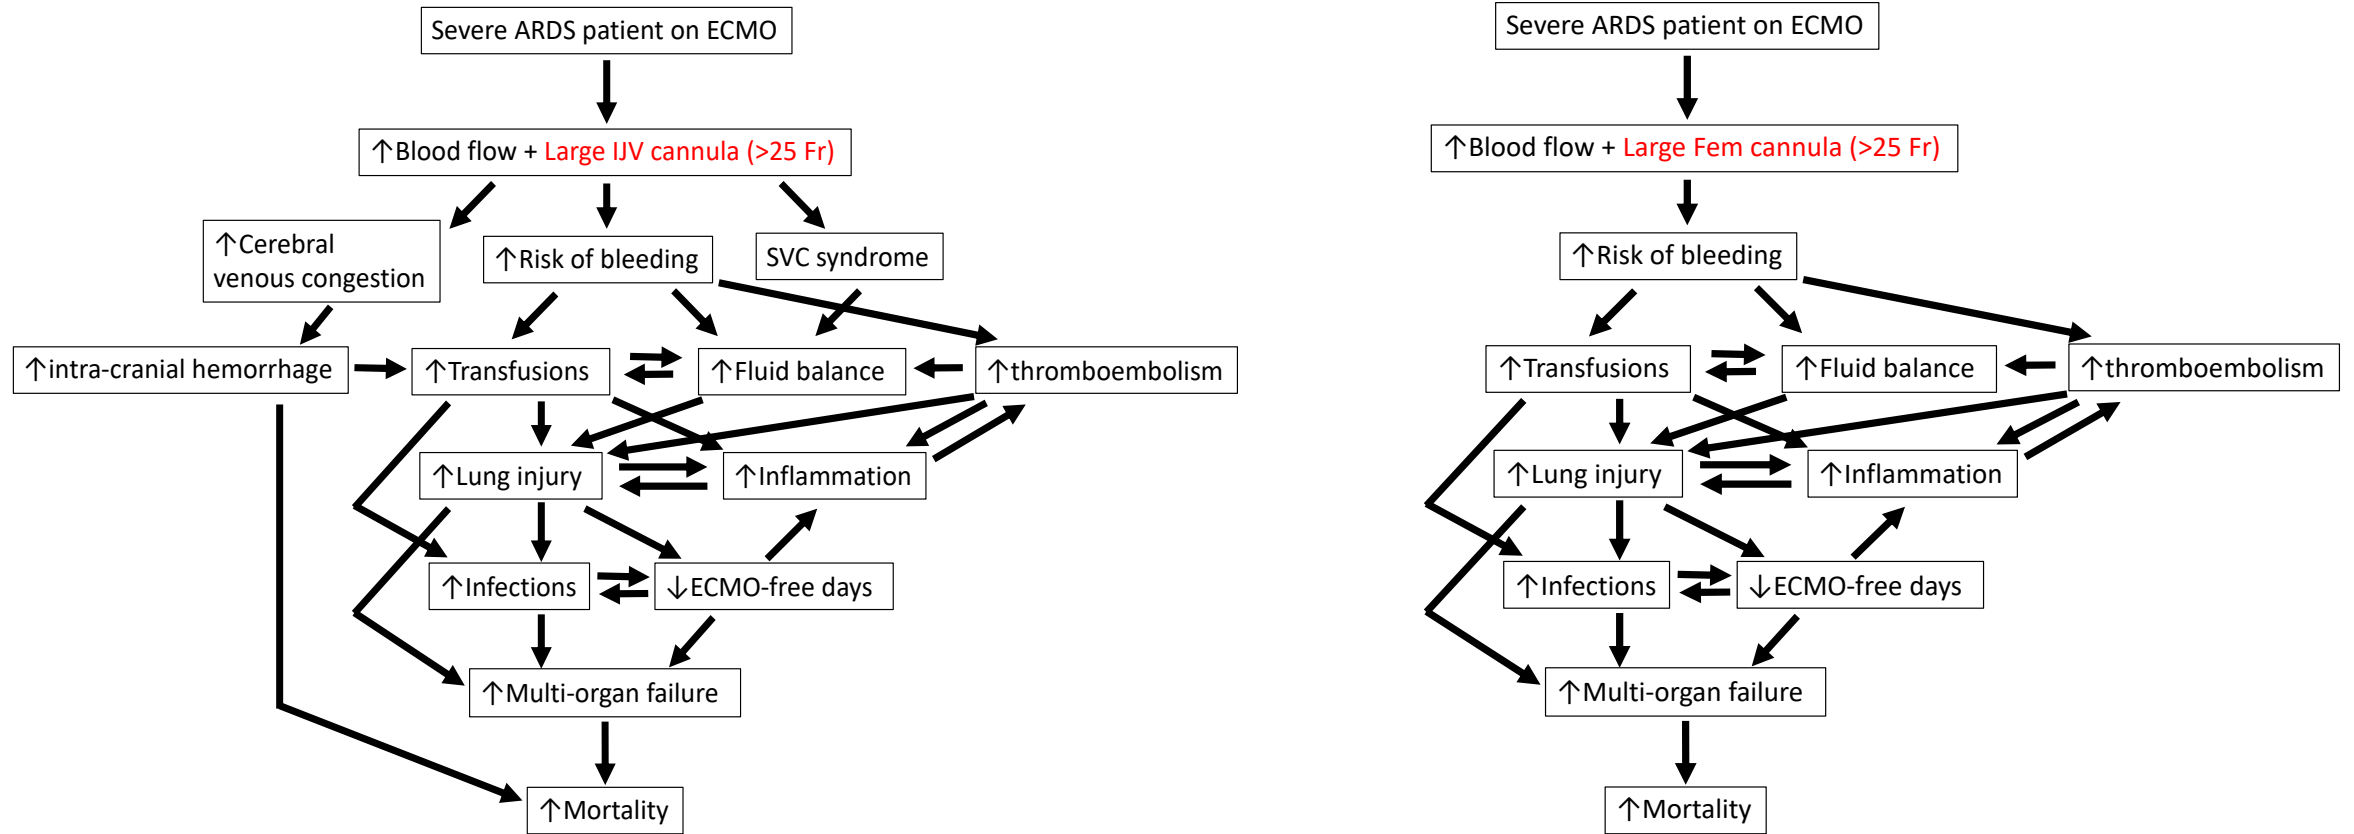 Severe ARDS patient on ECMO
↑Blood flow + Large IJV cannula (>25 Fr)
↑Cerebral
venous congestion
↑Risk of bleeding
SVC syndrome
↑intra-cranial hemorrhage
↑Transfusions
↑Fluid balance
↑thromboembolism
↑Lung injury
↑Inflammation
↑Infections
↓ECMO-free days
↑Multi-organ failure
↑Mortality
Severe ARDS patient on ECMO
↑Blood flow + Large Fem cannula (>25 Fr)
↑Risk of bleeding
↑Transfusions
↑Fluid balance
↑thromboembolism
↑Lung injury
↑Inflammation
↑Infections
↓ECMO-free days
↑Multi-organ failure
↑Mortality